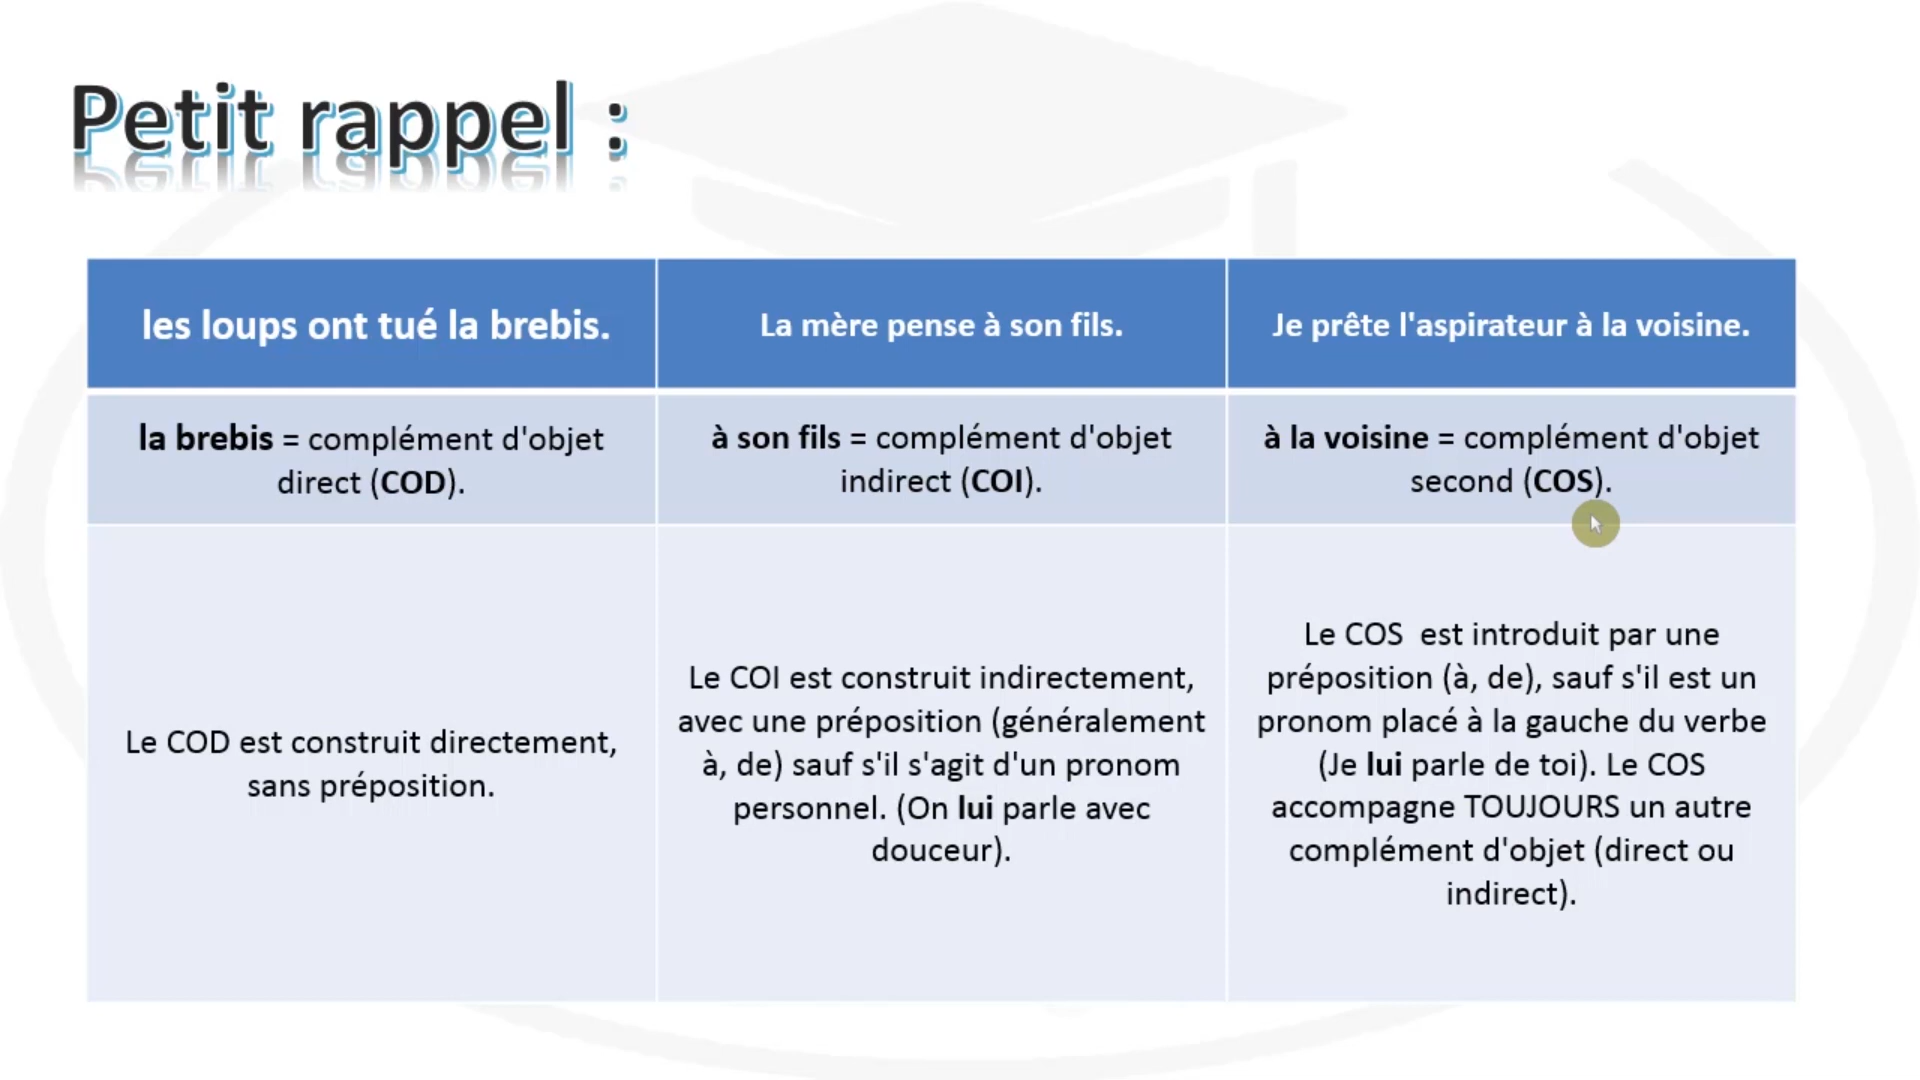 Petit rappel :
les loups ont tué la brebis.
La mère pense à son fils.
Je prête l'aspirateur à la voisine.
la brebis = complément d'objet
direct (COD).
à son fils = complément d'objet
indirect (COI).
à la voisine = complément d'objet
second (COS).
Le COD est construit directement,
sans préposition.
Le COI est construit indirectement,
avec une préposition (généralement
à, de) sauf s'il s'agit d'un pronom
personnel. (On lui parle avec
douceur).
Le COS est introduit par une
préposition (à, de), sauf s'il est un
pronom placé à la gauche du verbe
(Je lui parle de toi). Le COS
accompagne TOUJOURS un autre
complément d'objet (direct ou
indirect).